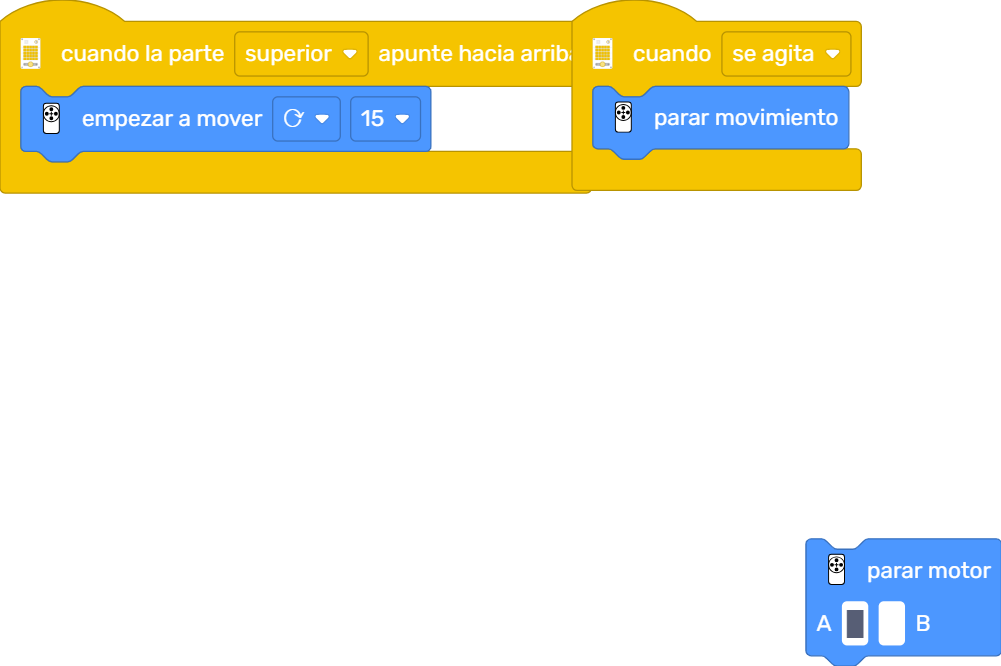 cuando la parte superior apunte hacia arriba
empezar a mover 15
cuando se agita
parar movimiento
parar motor
A B